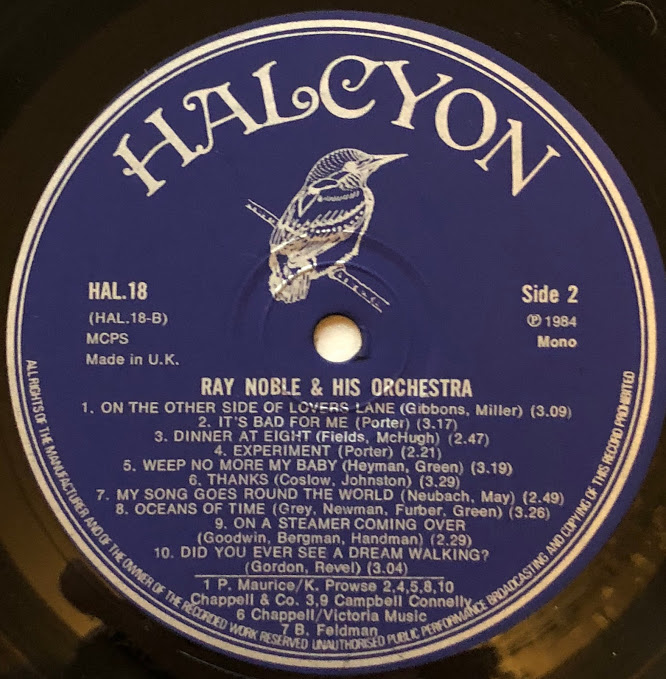 HALCYON
HAL.18
(HAL.18-B)
MCPS
Made in U.K.
Side 2
℗ 1984
Mono
RAY NOBLE & HIS ORCHESTRA
1. ON THE OTHER SIDE OF LOVERS LANE (Gibbons, Miller) (3.09)
2. IT'S BAD FOR ME (Porter) (3.17)
3. DINNER AT EIGHT (Fields, McHugh) (2.47)
4. EXPERIMENT (Porter) (2.21)
5. WEEP NO MORE MY BABY (Heyman, Green) (3.19)
6. THANKS (Coslow, Johnston) (3.29)
7. MY SONG GOES ROUND THE WORLD (Neubach, May) (2.49)
8. OCEANS OF TIME (Grey, Newman, Furber, Green) (3.26)
9. ON A STEAMER COMING OVER
(Goodwin, Bergman, Handman) (2.29)
10. DID YOU EVER SEE A DREAM WALKING?
(Gordon, Revel) (3.04)
1 P. Maurice/K. Prowse 2,4,5,8,10
Chappell & Co. 3,9 Campbell Connelly
6 Chappell/Victoria Music
7 B. Feldman
ALL RIGHTS OF THE MANUFACTURER AND OF THE OWNER OF THE RECORDED WORK RESERVED UNAUTHORISED PUBLIC PERFORMANCE BROADCASTING AND COPYING OF THIS RECORD PROHIBITED